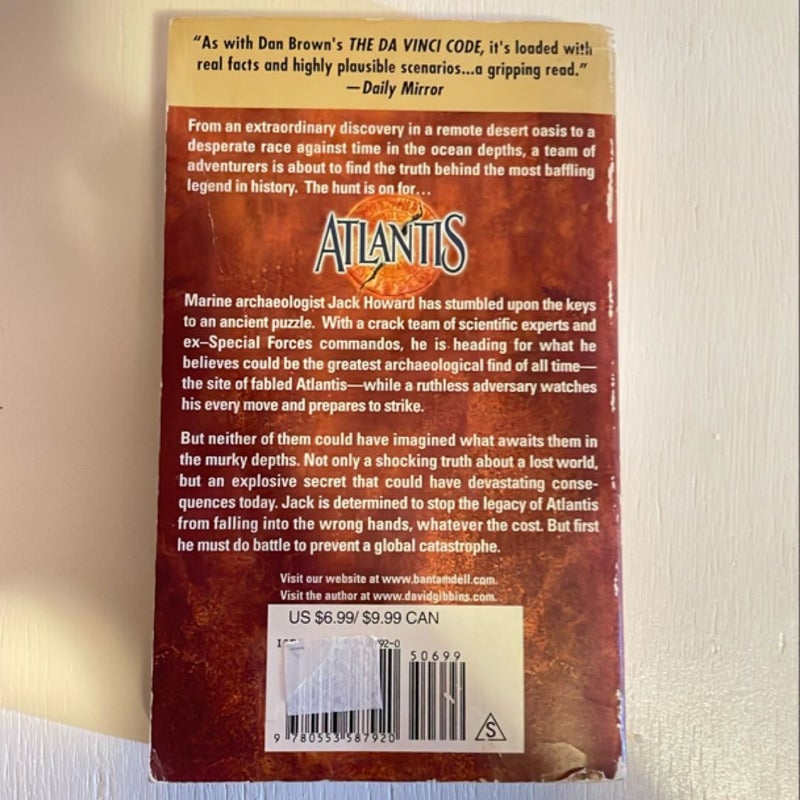 “As with Dan Brown's THE DA VINCI CODE, it's loaded with
real facts and highly plausible scenarios...a gripping read.”
—Daily Mirror
From an extraordinary discovery in a remote desert oasis to a
desperate race against time in the ocean depths, a team of
adventurers is about to find the truth behind the most baffling
legend in history. The hunt is on for...
ATLANTIS
Marine archaeologist Jack Howard has stumbled upon the keys
to an ancient puzzle. With a crack team of scientific experts and
ex–Special Forces commandos, he is heading for what he
believes could be the greatest archaeological find of all time—
the site of fabled Atlantis—while a ruthless adversary watches
his every move and prepares to strike.
But neither of them could have imagined what awaits them in
the murky depths. Not only a shocking truth about a lost world,
but an explosive secret that could have devastating conse-
quences today. Jack is determined to stop the legacy of Atlantis
from falling into the wrong hands, whatever the cost. But first
he must do battle to prevent a global catastrophe.
Visit our website at www.bantamdell.com.
Visit the author at www.davidgibbins.com.
US $6.99/ $9.99 CAN
92-0
50699
9 780553 587920
S